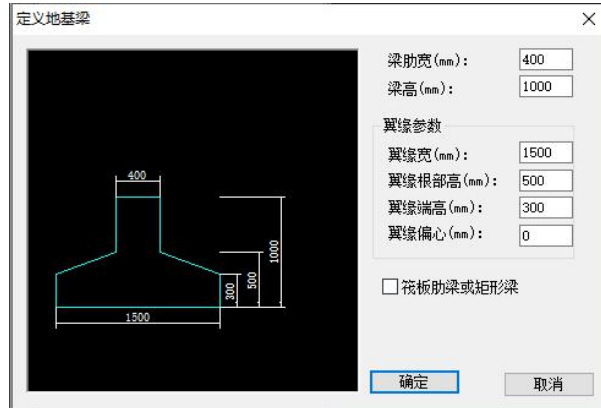 定义地基梁
梁肋宽(mm): 400
梁高(mm): 1000
翼缘参数
翼缘宽(mm): 1500
翼缘根部高(mm): 500
翼缘端高(mm): 300
翼缘偏心(mm): 0
筏板肋梁或矩形梁
400
1000
500
300
1500
确定 取消